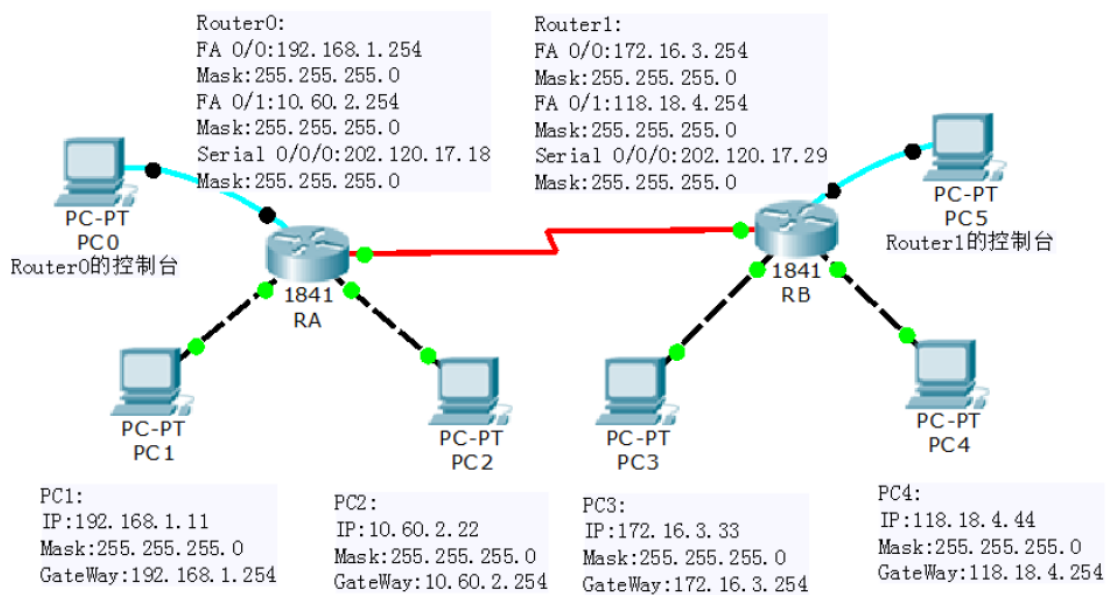 Router0:
FA 0/0:192.168.1.254
Mask:255.255.255.0
FA 0/1:10.60.2.254
Mask:255.255.255.0
Serial 0/0/0:202.120.17.18
Mask:255.255.255.0
Router1:
FA 0/0:172.16.3.254
Mask:255.255.255.0
FA 0/1:118.18.4.254
Mask:255.255.255.0
Serial 0/0/0:202.120.17.29
Mask:255.255.255.0
PC-PT
PC0
Router0的控制台
PC-PT
PC5
Router1的控制台
1841
RA
1841
RB
PC-PT
PC1
PC-PT
PC2
PC-PT
PC3
PC-PT
PC4
PC1:
IP:192.168.1.11
Mask:255.255.255.0
GateWay:192.168.1.254
PC2:
IP:10.60.2.22
Mask:255.255.255.0
GateWay:10.60.2.254
PC3:
IP:172.16.3.33
Mask:255.255.255.0
GateWay:172.16.3.254
PC4:
IP:118.18.4.44
Mask:255.255.255.0
GateWay:118.18.4.254